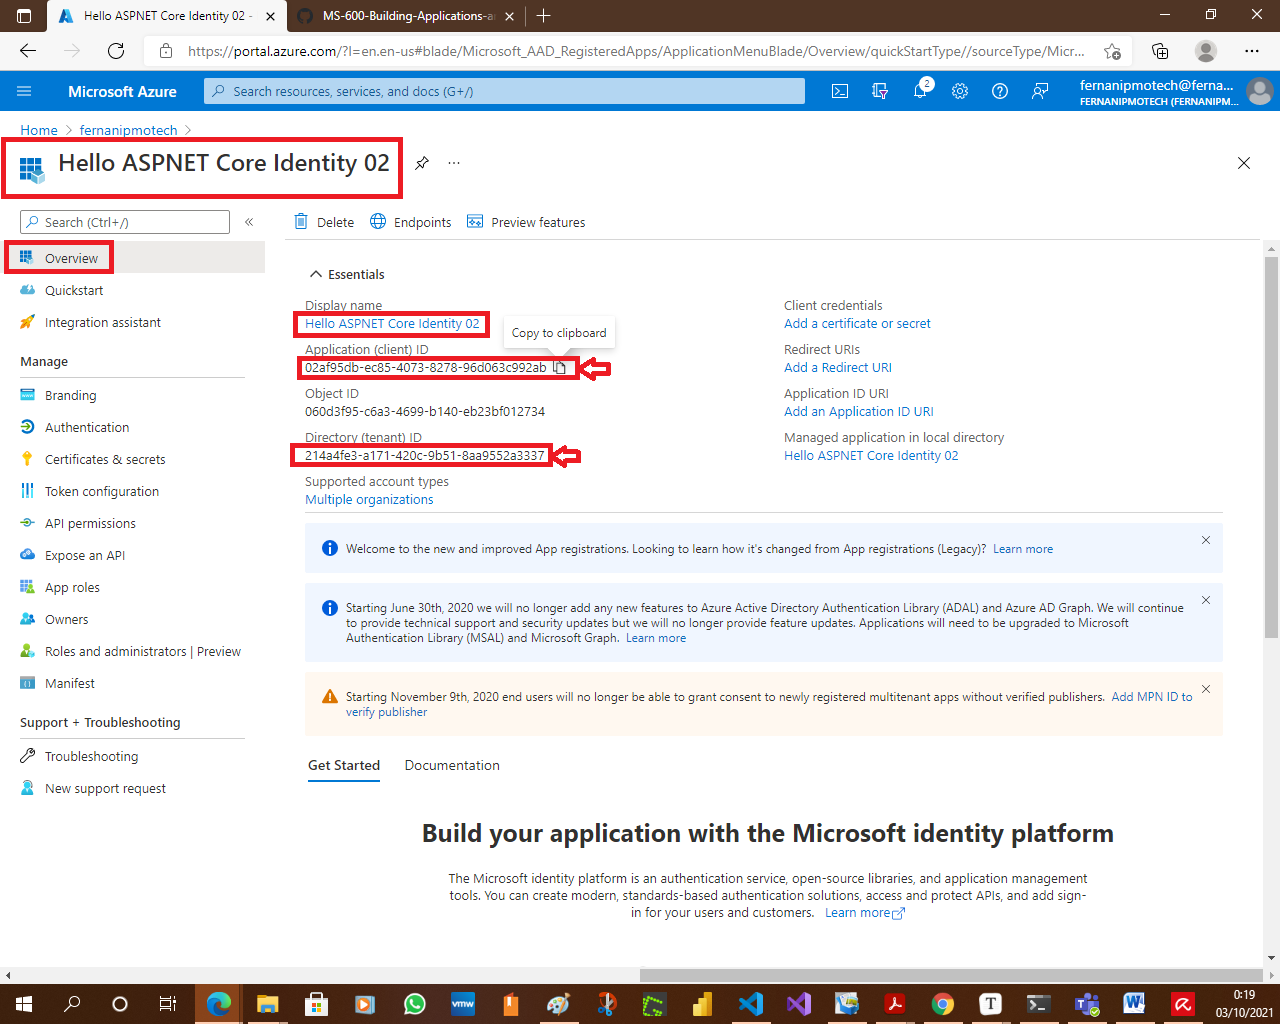 Hello ASPNET Core Identity 02 -
MS-600-Building-Applications-a
https://portal.azure.com/?l=en.en-us#blade/Microsoft_AAD_RegisteredApps/ApplicationMenuBlade/Overview/quickStartType//sourceType/Micr...
Microsoft Azure
Search resources, services, and docs (G+/)
2
fernanipmotech@ferna...
FERNANIPMOTECH (FERNANIPM...
Home > fernanipmotech >
Hello ASPNET Core Identity 02
...
Search (Ctrl+/)
«
Delete
Endpoints
Preview features
Overview
Quickstart
Integration assistant
Manage
Branding
Authentication
Certificates & secrets
Token configuration
API permissions
Expose an API
App roles
Owners
Roles and administrators | Preview
Manifest
Support + Troubleshooting
Troubleshooting
New support request
Essentials
Display name
Hello ASPNET Core Identity 02
Copy to clipboard
Application (client) ID
02af95db-ec85-4073-8278-96d063c992ab
Object ID
060d3f95-c6a3-4699-b140-eb23bf012734
Directory (tenant) ID
214a4fe3-a171-420c-9b51-8aa9552a3337
Supported account types
Multiple organizations
Client credentials
Add a certificate or secret
Redirect URIs
Add a Redirect URI
Application ID URI
Add an Application ID URI
Managed application in local directory
Hello ASPNET Core Identity 02
Welcome to the new and improved App registrations. Looking to learn how it's changed from App registrations (Legacy)? Learn more
Starting June 30th, 2020 we will no longer add any new features to Azure Active Directory Authentication Library (ADAL) and Azure AD Graph. We will continue
to provide technical support and security updates but we will no longer provide feature updates. Applications will need to be upgraded to Microsoft
Authentication Library (MSAL) and Microsoft Graph. Learn more
Starting November 9th, 2020 end users will no longer be able to grant consent to newly registered multitenant apps without verified publishers. Add MPN ID to
verify publisher
Get Started
Documentation
Build your application with the Microsoft identity platform
The Microsoft identity platform is an authentication service, open-source libraries, and application management
tools. You can create modern, standards-based authentication solutions, access and protect APIs, and add sign-
in for your users and customers. Learn more
vmw
T
0:19
03/10/2021